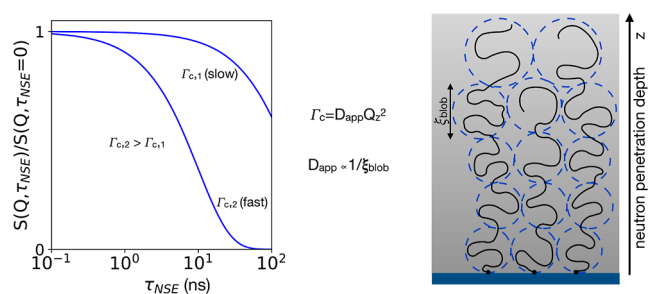 S(Q,τNSE)/S(Q,τNSE=0)
1
0
Γc,1 (slow)
Γc,2 > Γc,1
Γc,2 (fast)
10⁻¹ 10⁰ 10¹ 10²
τNSE (ns)
Γc=DappQz²
Dapp ∝1/ξblob
ξblob
z
neutron penetration depth